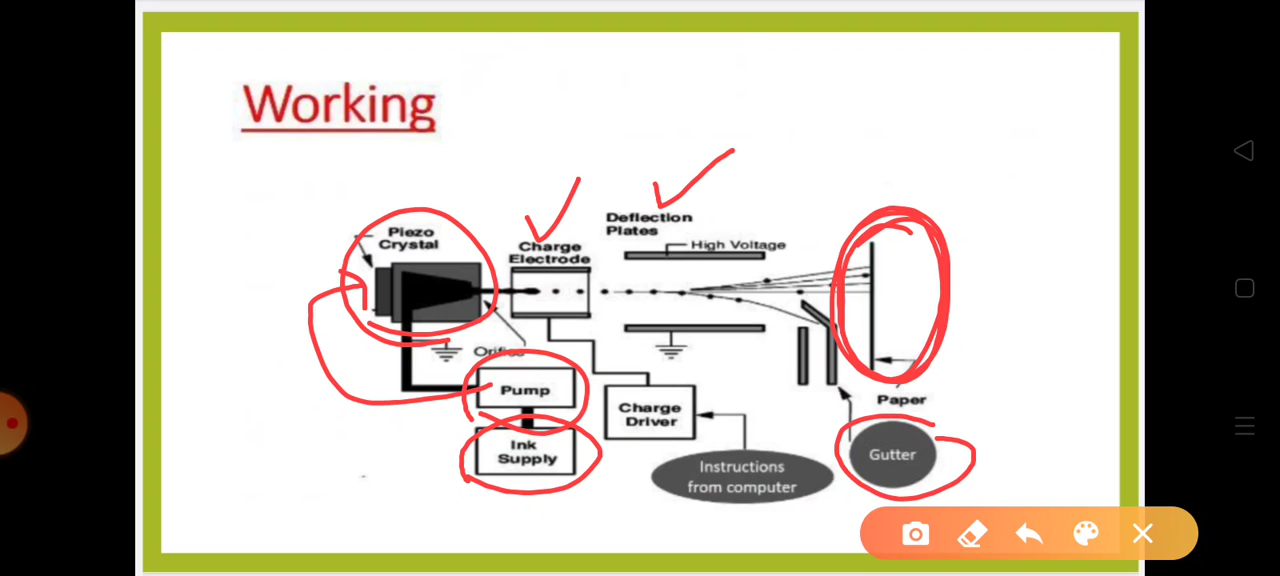 Working
Piezo
Crystal
Charge
Electrode
Deflection
Plates
High Voltage
Orifice
Pump
Ink
Supply
Charge
Driver
Instructions
from computer
Paper
Gutter